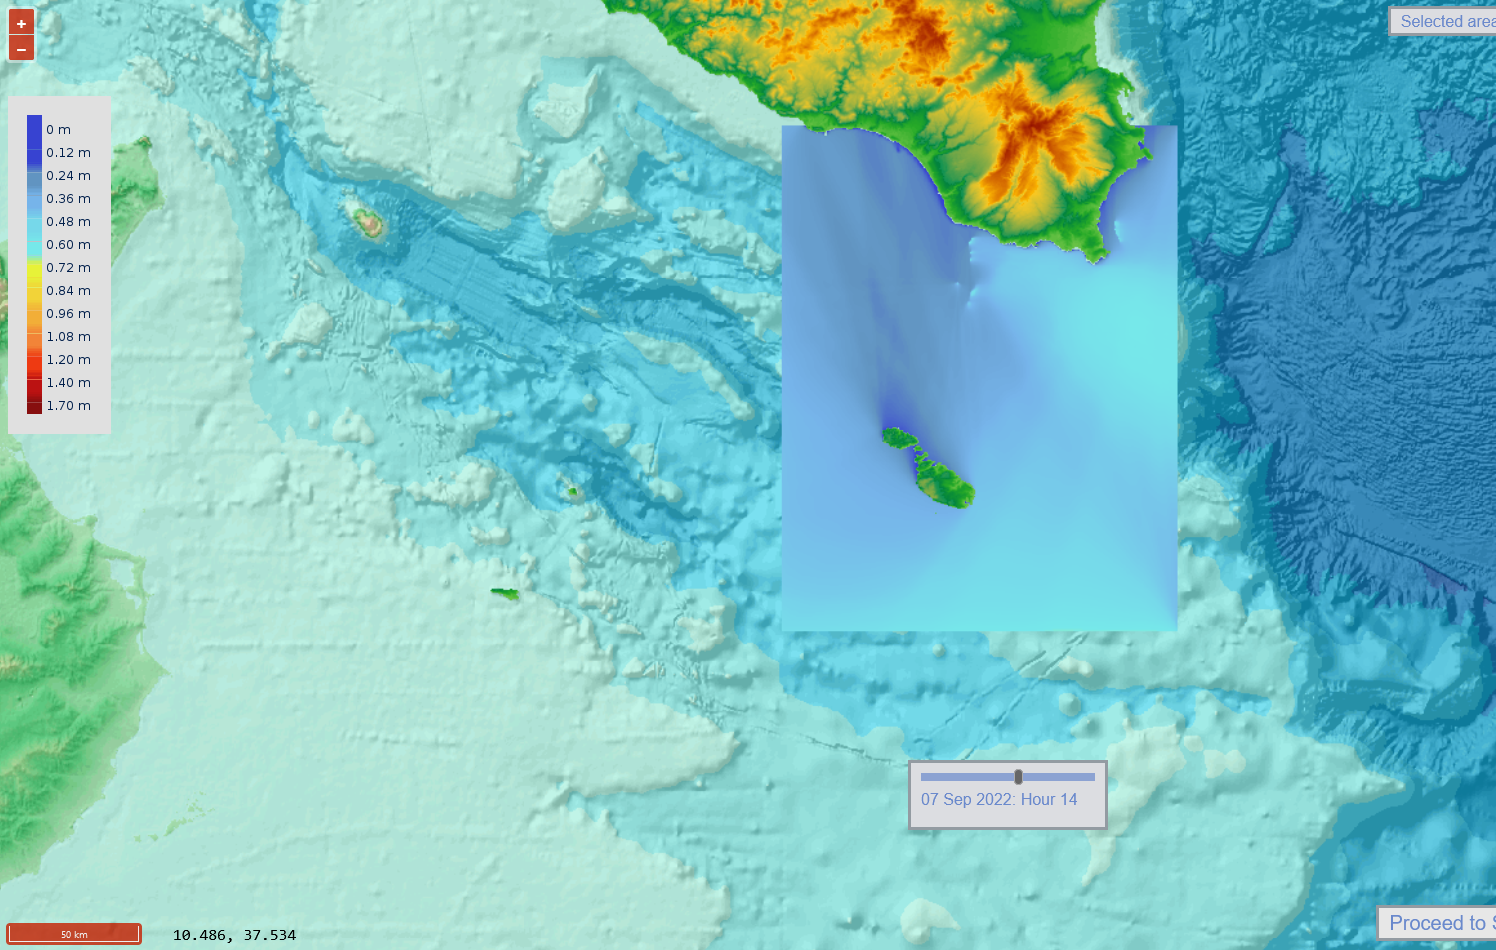 +
Selected area
−
0 m
0.12 m
0.24 m
0.36 m
0.48 m
0.60 m
0.72 m
0.84 m
0.96 m
1.08 m
1.20 m
1.40 m
1.70 m
07 Sep 2022: Hour 14
Proceed to S
50 km
10.486, 37.534